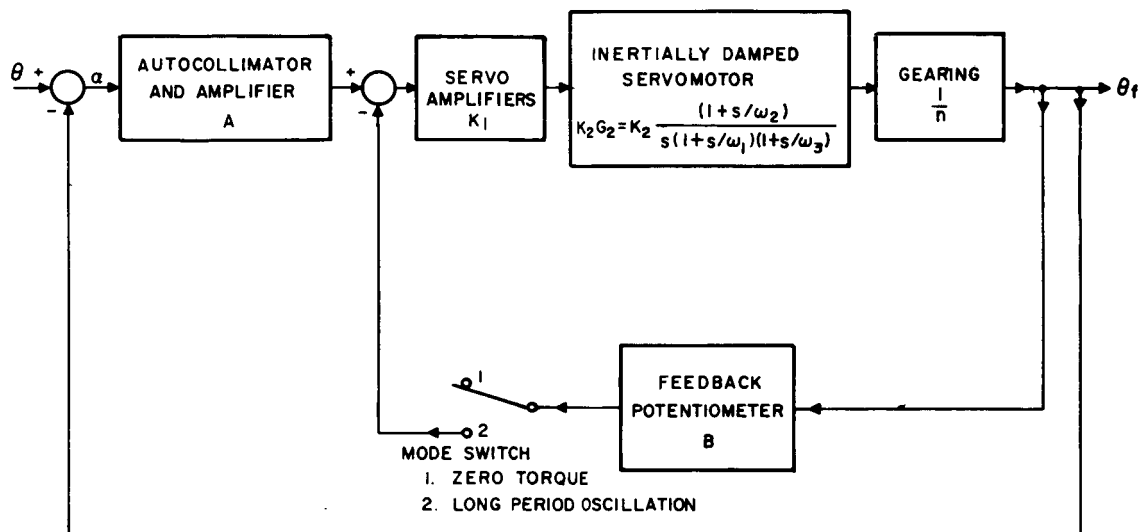 θ + - α
AUTOCOLLIMATOR
AND AMPLIFIER
A
+ -
SERVO
AMPLIFIERS
K1
INERTIALLY DAMPED
SERVOMOTOR
K2G2=K2 (1+s/ω2)
s(1+s/ω1)(1+s/ω3)
GEARING
1
n
θf
1
2
MODE SWITCH
1. ZERO TORQUE
2. LONG PERIOD OSCILLATION
FEEDBACK
POTENTIOMETER
B